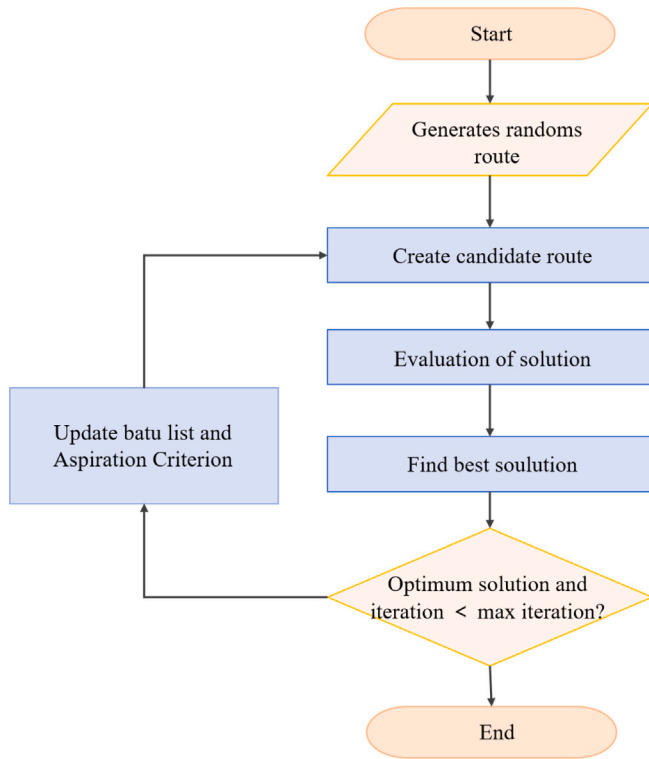 Start
Generates randoms
route
Create candidate route
Evaluation of solution
Update batu list and
Aspiration Criterion
Find best soulution
Optimum solution and
iteration < max iteration?
End